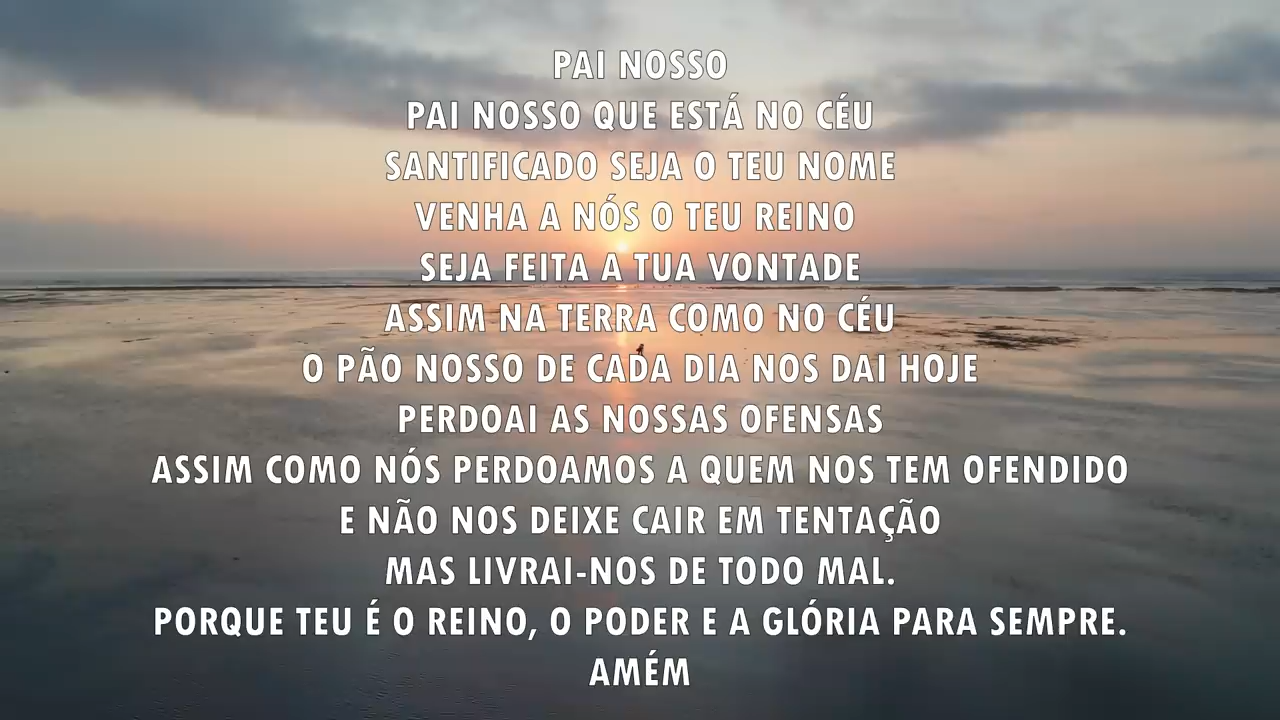 PAI NOSSO
PAI NOSSO QUE ESTÁ NO CÉU
SANTIFICADO SEJA O TEU NOME
VENHA A NÓS O TEU REINO
SEJA FEITA A TUA VONTADE
ASSIM NA TERRA COMO NO CÉU
O PÃO NOSSO DE CADA DIA NOS DAI HOJE
PERDOAI AS NOSSAS OFENSAS
ASSIM COMO NÓS PERDOAMOS A QUEM NOS TEM OFENDIDO
E NÃO NOS DEIXE CAIR EM TENTAÇÃO
MAS LIVRAI-NOS DE TODO MAL.
PORQUE TEU É O REINO, O PODER E A GLÓRIA PARA SEMPRE.
AMÉM